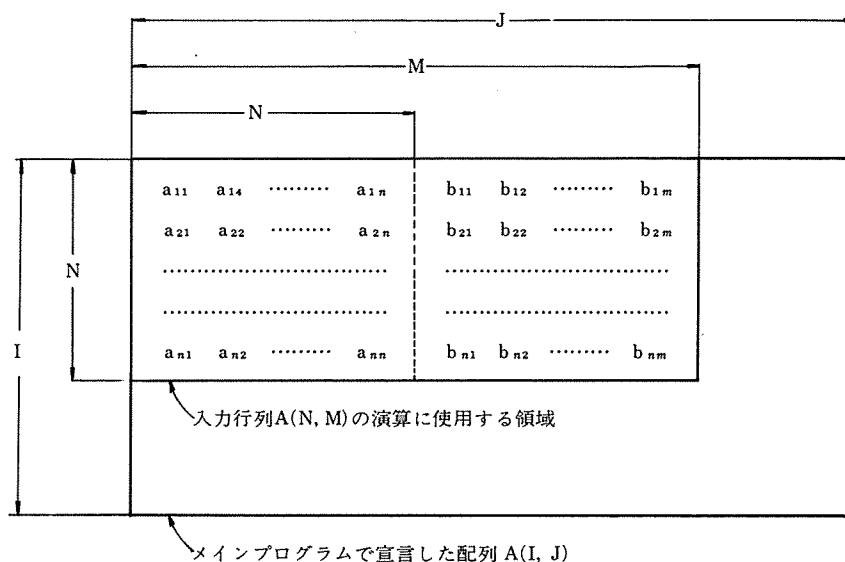 J
M
N
a11 a14 ……… a1n b11 b12 ……… b1m
a21 a22 ……… a2n b21 b22 ……… b2m
N
I
an1 an2 ……… ann bn1 bn2 ……… bnm
入力行列A(N, M)の演算に使用する領域
メインプログラムで宣言した配列 A(I, J)